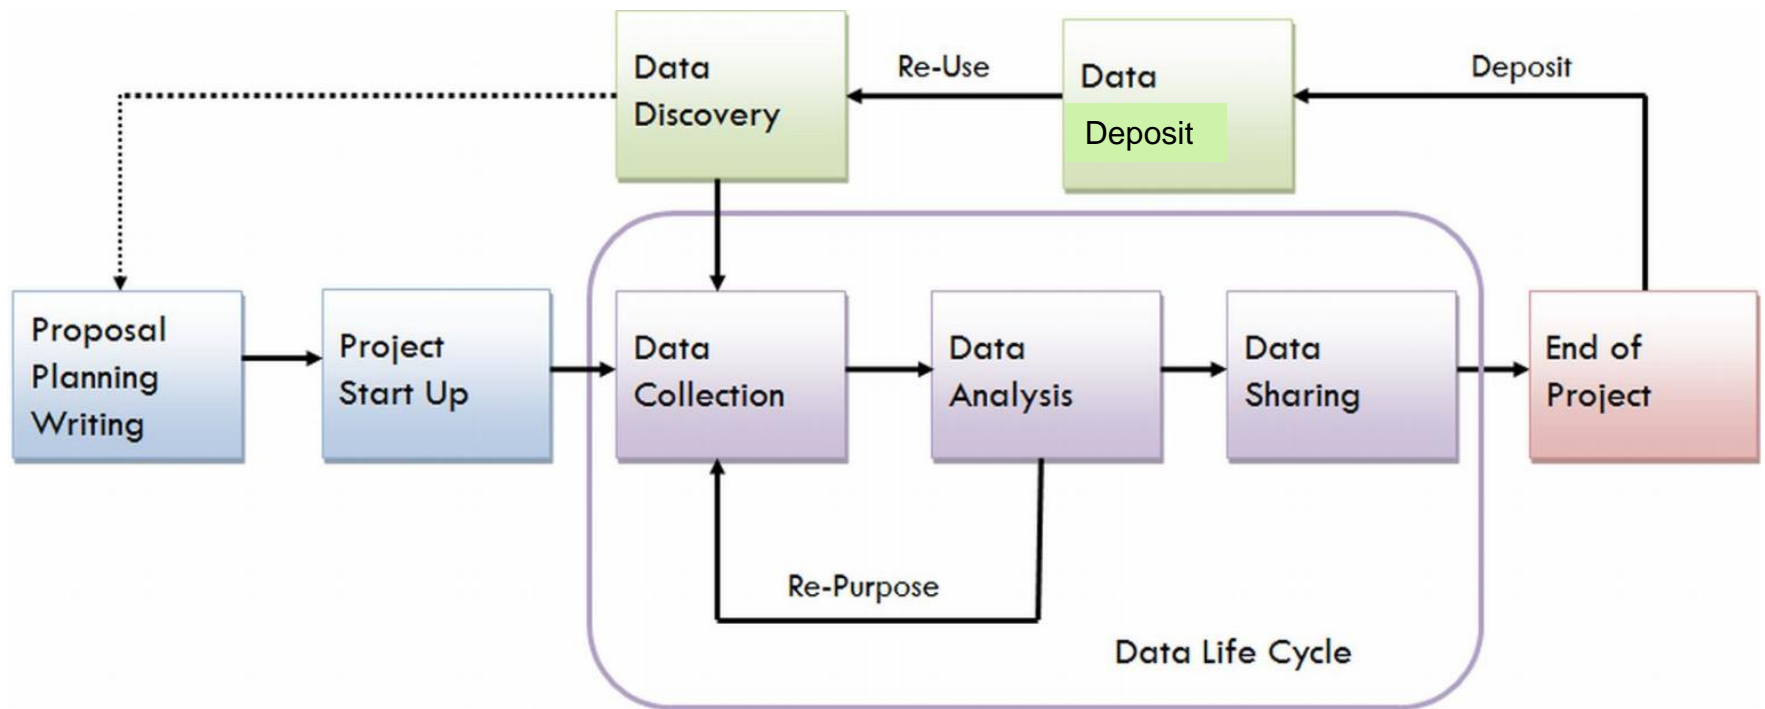 Data
Discovery
Re-Use
Data
Deposit
Deposit
Proposal
Planning
Writing
Project
Start Up
Data
Collection
Data
Analysis
Data
Sharing
End of
Project
Re-Purpose
Data Life Cycle